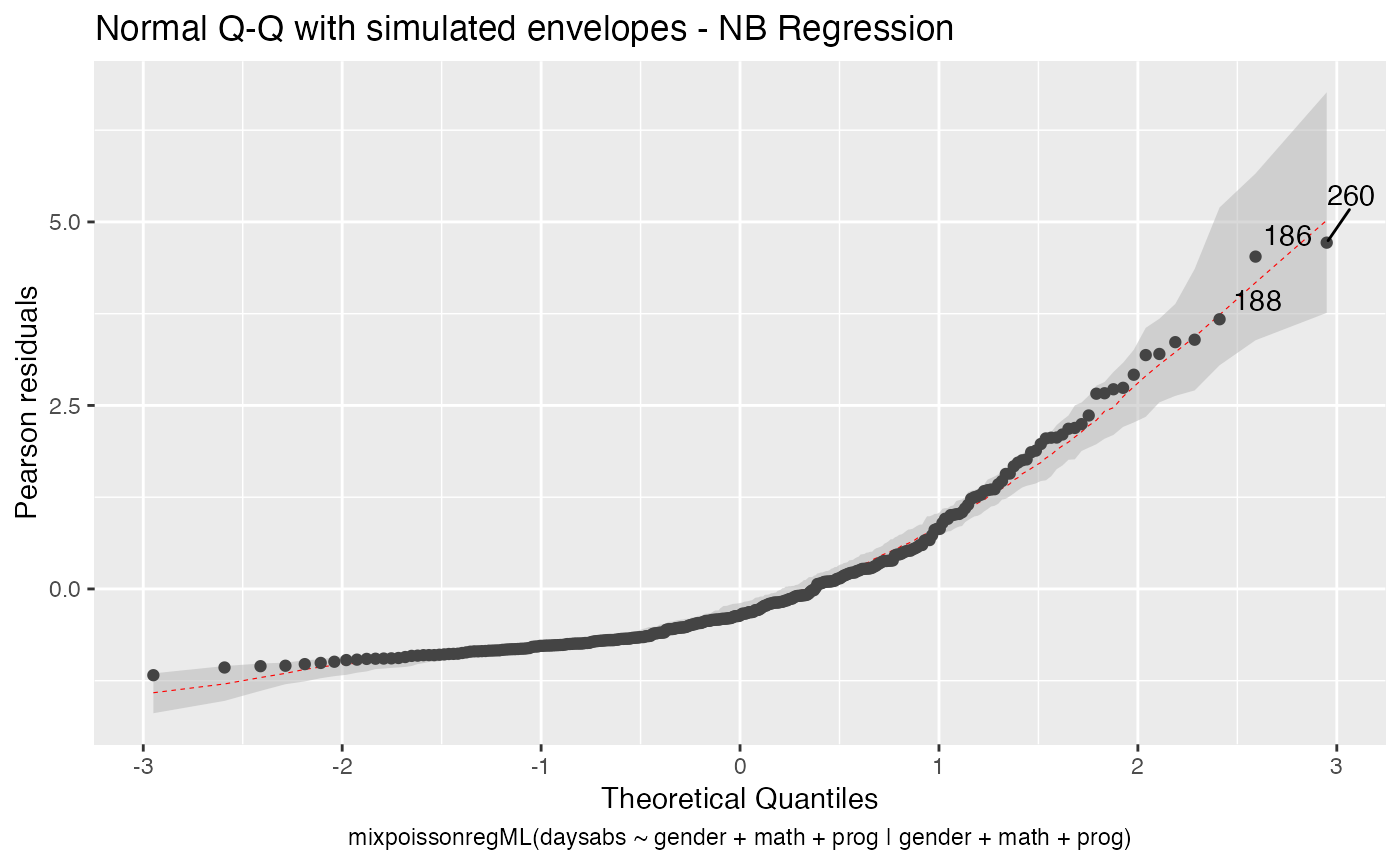 Normal Q-Q with simulated envelopes - NB Regression
260
5.0
186
188
2.5
0.0
Pearson residuals
-3 -2 -1 0 1 2 3
Theoretical Quantiles
mixpoissonregML(daysabs ~ gender + math + prog | gender + math + prog)